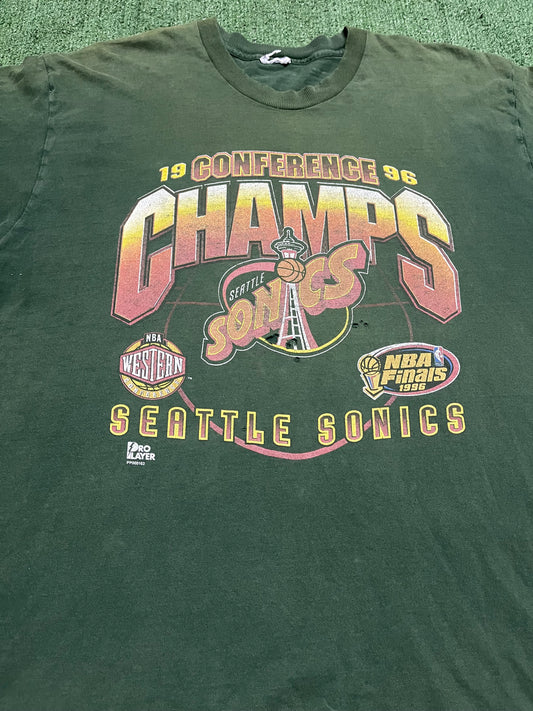 19 CONFERENCE 96
CHAMPS
SEATTLE
SONICS
NBA
WESTERN
NBA
Finals
1996
SEATTLE SONICS
PRO
PLAYER